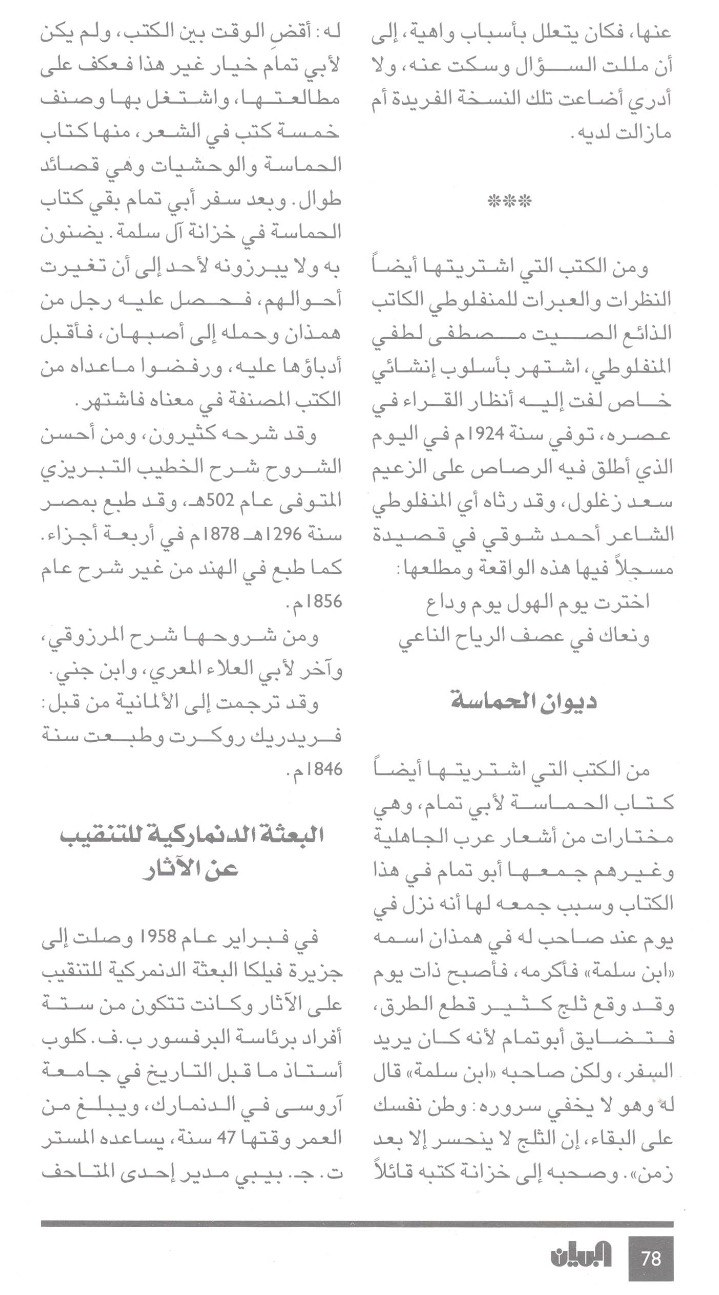 عنها، فكان يتعلل بأسباب واهية، إلى
أن مللت السؤال وسكت عنه، ولا
أدري أضاعت تلك النسخة الفريدة أم
مازالت لديه.
***
ومن الكتب التي اشتريتها أيضاً
النظرات والعبرات للمنفلوطي الكاتب
الذائع الصيت مصطفى لطفي
المنفلوطي، اشتهر بأسلوب إنشائي
خاص لفت إليه أنظار القراء في
عصره، توفي سنة 1924م في اليوم
الذي أطلق فيه الرصاص على الزعيم
سعد زغلول، وقد رثاه أي المنفلوطي
الشاعر أحمد شوقي في قصيدة
مسجلاً فيها هذه الواقعة ومطلعها:
اخترت يوم الهول يوم وداع
ونعاك في عصف الرياح الناعي
ديوان الحماسة
من الكتب التي اشتريتها أيضاً
كتاب الحماسة لأبي تمام، وهي
مختارات من أشعار عرب الجاهلية
وغيرهم جمعها أبو تمام في هذا
الكتاب وسبب جمعه لها أنه نزل في
يوم عند صاحب له في همذان اسمه
«ابن سلمة» فأكرمه، فأصبح ذات يوم
وقد وقع ثلج كثير قطع الطرق،
فتضايق أبوتمام لأنه كان يريد
السفر، ولكن صاحبه «ابن سلمة» قال
له وهو لا يخفي سروره: وطن نفسك
على البقاء، إن الثلج لا ينحسر إلا بعد
زمن». وصحبه إلى خزانة كتبه قائلاً
له: أقضِ الوقت بين الكتب، ولم يكن
لأبي تمام خيار غير هذا فعكف على
مطالعتها، واشتغل بها وصنف
خمسة كتب في الشعر، منها كتاب
الحماسة والوحشيات وهي قصائد
طوال. وبعد سفر أبي تمام بقي كتاب
الحماسة في خزانة آل سلمة. يضنون
به ولا يبرزونه لأحد إلى أن تغيرت
أحوالهم، فحصل عليه رجل من
همذان وحمله إلى أصبهان، فأقبل
أدباؤها عليه، ورفضوا ماعداه من
الكتب المصنفة في معناه فاشتهر.
وقد شرحه كثيرون، ومن أحسن
الشروح شرح الخطيب التبريزي
المتوفى عام 502هـ، وقد طبع بمصر
سنة 1296هـ 1878م في أربعة أجزاء.
كما طبع في الهند من غير شرح عام
1856م.
ومن شروحها شرح المرزوقي،
وآخر لأبي العلاء المعري، وابن جني.
وقد ترجمت إلى الألمانية من قبل:
فريدريك روكرت وطبعت سنة
1846م.
البعثة الدنماركية للتنقيب
عن الآثار
في فبراير عام 1958 وصلت إلى
جزيرة فيلكا البعثة الدنمركية للتنقيب
على الآثار وكانت تتكون من ستة
أفراد برئاسة البرفسور ب.ف. كلوب
أستاذ ما قبل التاريخ في جامعة
آروسى في الدنمارك، ويبلغ من
العمر وقتها 47 سنة، يساعده المستر
ت. ج. بيبي مدير إحدى المتاحف
78
البيان